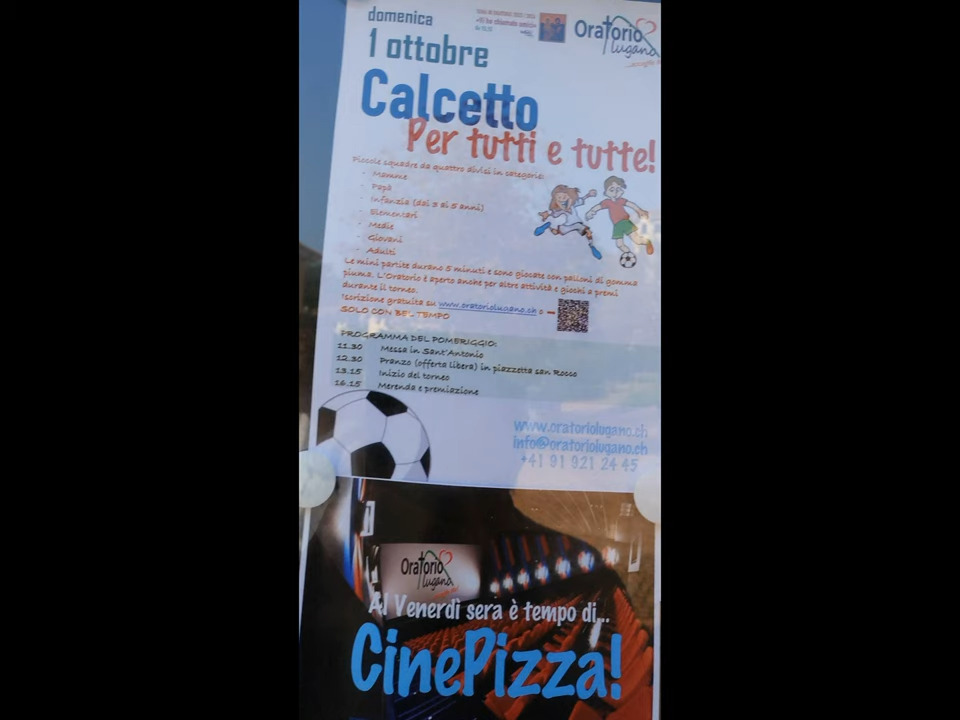 domenica
1 ottobre
«Vi ho chiamato amici»
Oratorio
lugano
Calcetto
Per tutti e tutte!
Piccole squadre da quattro divisi in categorie:
- Mamme
- Papà
- Infanzia (dai 3 ai 5 anni)
- Elementari
- Medie
- Giovani
- Adulti
Le mini partite durano 5 minuti e sono giocate con palloni di gomma
piuma. L'Oratorio è aperto anche per altre attività e giochi a premi
durante il torneo.
Iscrizione gratuita su www.oratoriolugano.ch o
SOLO CON BEL TEMPO
PROGRAMMA DEL POMERIGGIO:
11.30 Messa in Sant'Antonio
12.30 Pranzo (offerta libera) in piazzetta san Rocco
13.15 Inizio del torneo
16.15 Merenda e premiazione
www.oratoriolugano.ch
info@oratoriolugano.ch
+41 91 921 24 45
Oratorio
lugano
Al Venerdì sera è tempo di...
CinePizza!